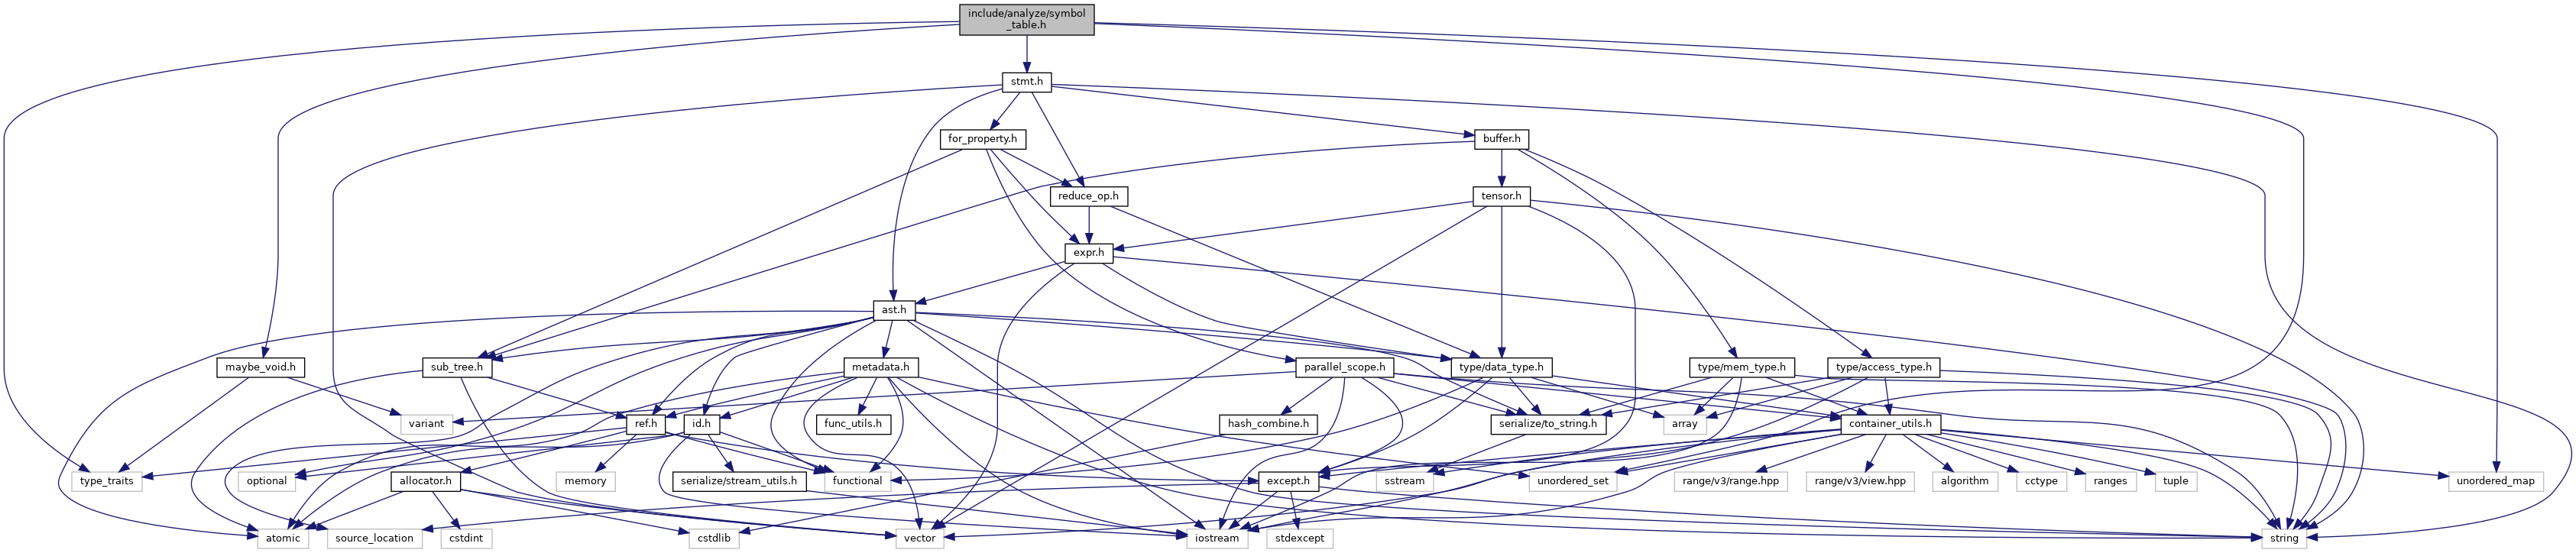 include/analyze/symbol
_table.h
stmt.h
for_property.h
buffer.h
reduce_op.h
tensor.h
expr.h
ast.h
maybe_void.h
sub_tree.h
metadata.h
parallel_scope.h
type/data_type.h
type/mem_type.h
type/access_type.h
variant
ref.h
id.h
func_utils.h
hash_combine.h
serialize/to_string.h
array
container_utils.h
type_traits
optional
allocator.h
memory
serialize/stream_utils.h
functional
except.h
sstream
unordered_set
range/v3/range.hpp
range/v3/view.hpp
algorithm
cctype
ranges
tuple
unordered_map
atomic
source_location
cstdint
cstdlib
vector
iostream
stdexcept
string